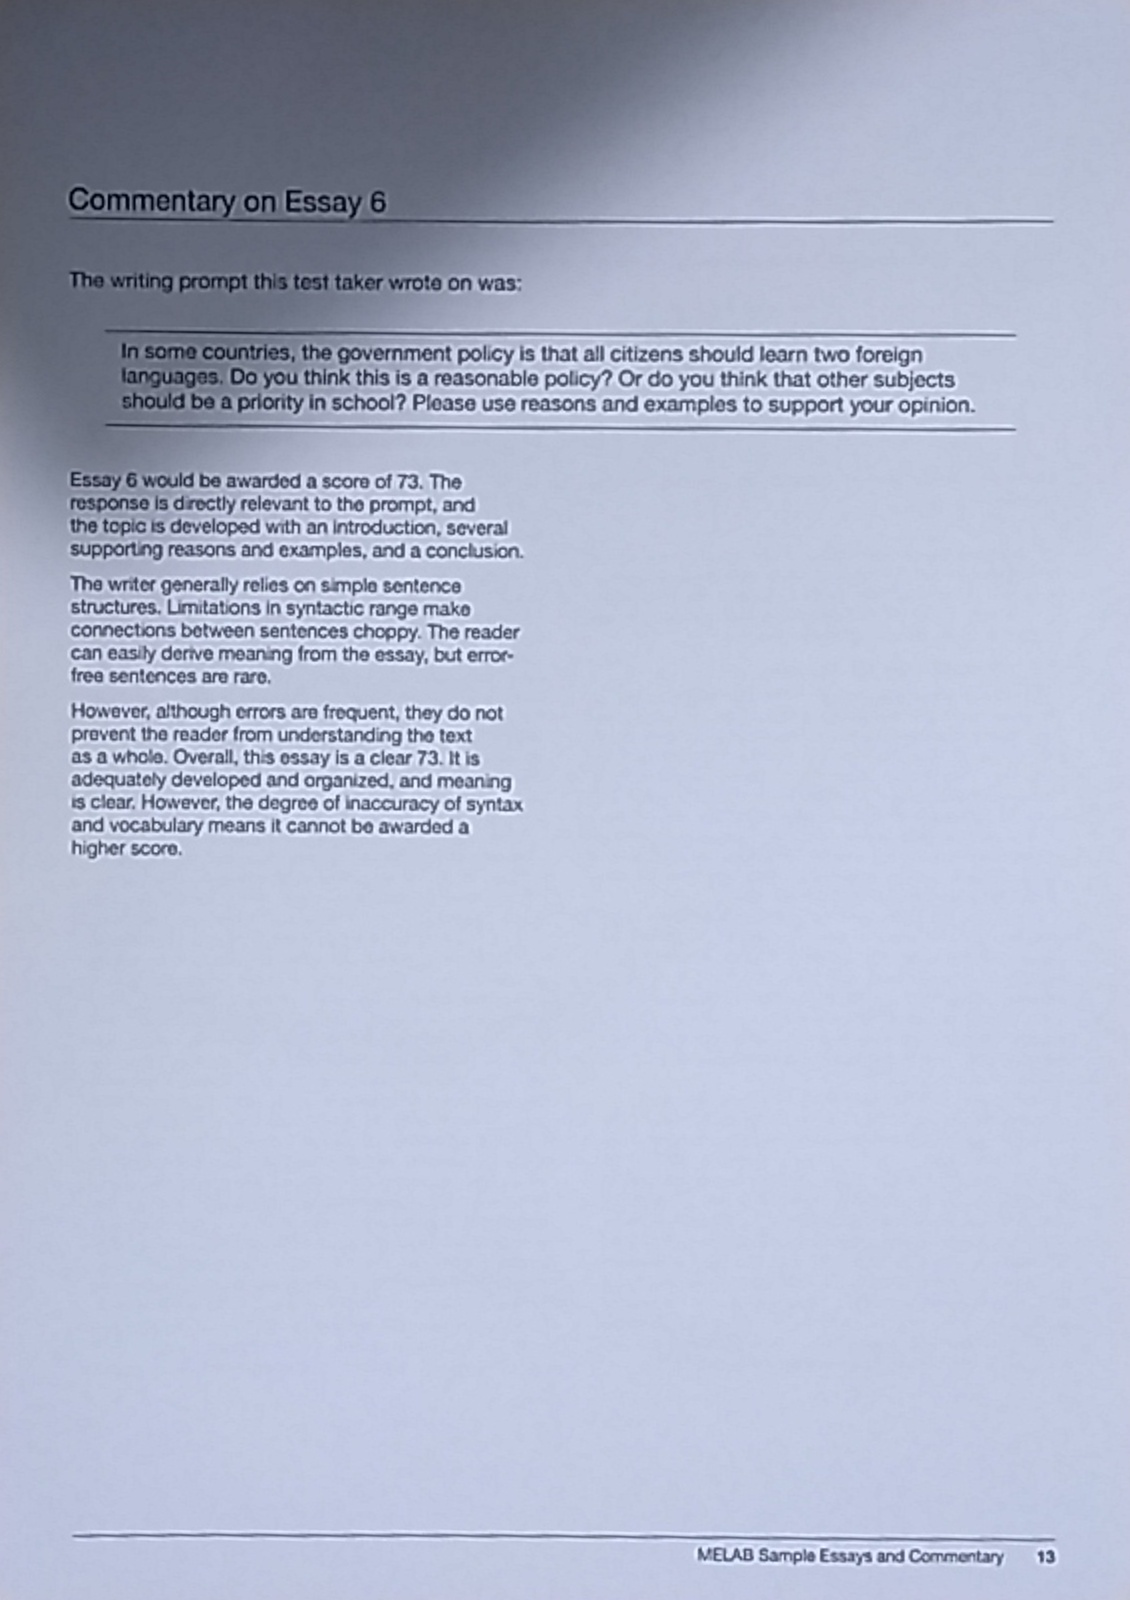 Commentary on Essay 6
The writing prompt this test taker wrote on was:
In some countries, the government policy is that all citizens should learn two foreign
languages. Do you think this is a reasonable policy? Or do you think that other subjects
should be a priority in school? Please use reasons and examples to support your opinion.
Essay 6 would be awarded a score of 73. The
response is directly relevant to the prompt, and
the topic is developed with an introduction, several
supporting reasons and examples, and a conclusion.
The writer generally relies on simple sentence
structures. Limitations in syntactic range make
connections between sentences choppy. The reader
can easily derive meaning from the essay, but error-
free sentences are rare.
However, although errors are frequent, they do not
prevent the reader from understanding the text
as a whole. Overall, this essay is a clear 73. It is
adequately developed and organized, and meaning
is clear. However, the degree of inaccuracy of syntax
and vocabulary means it cannot be awarded a
higher score.
MELAB Sample Essays and Commentary 13